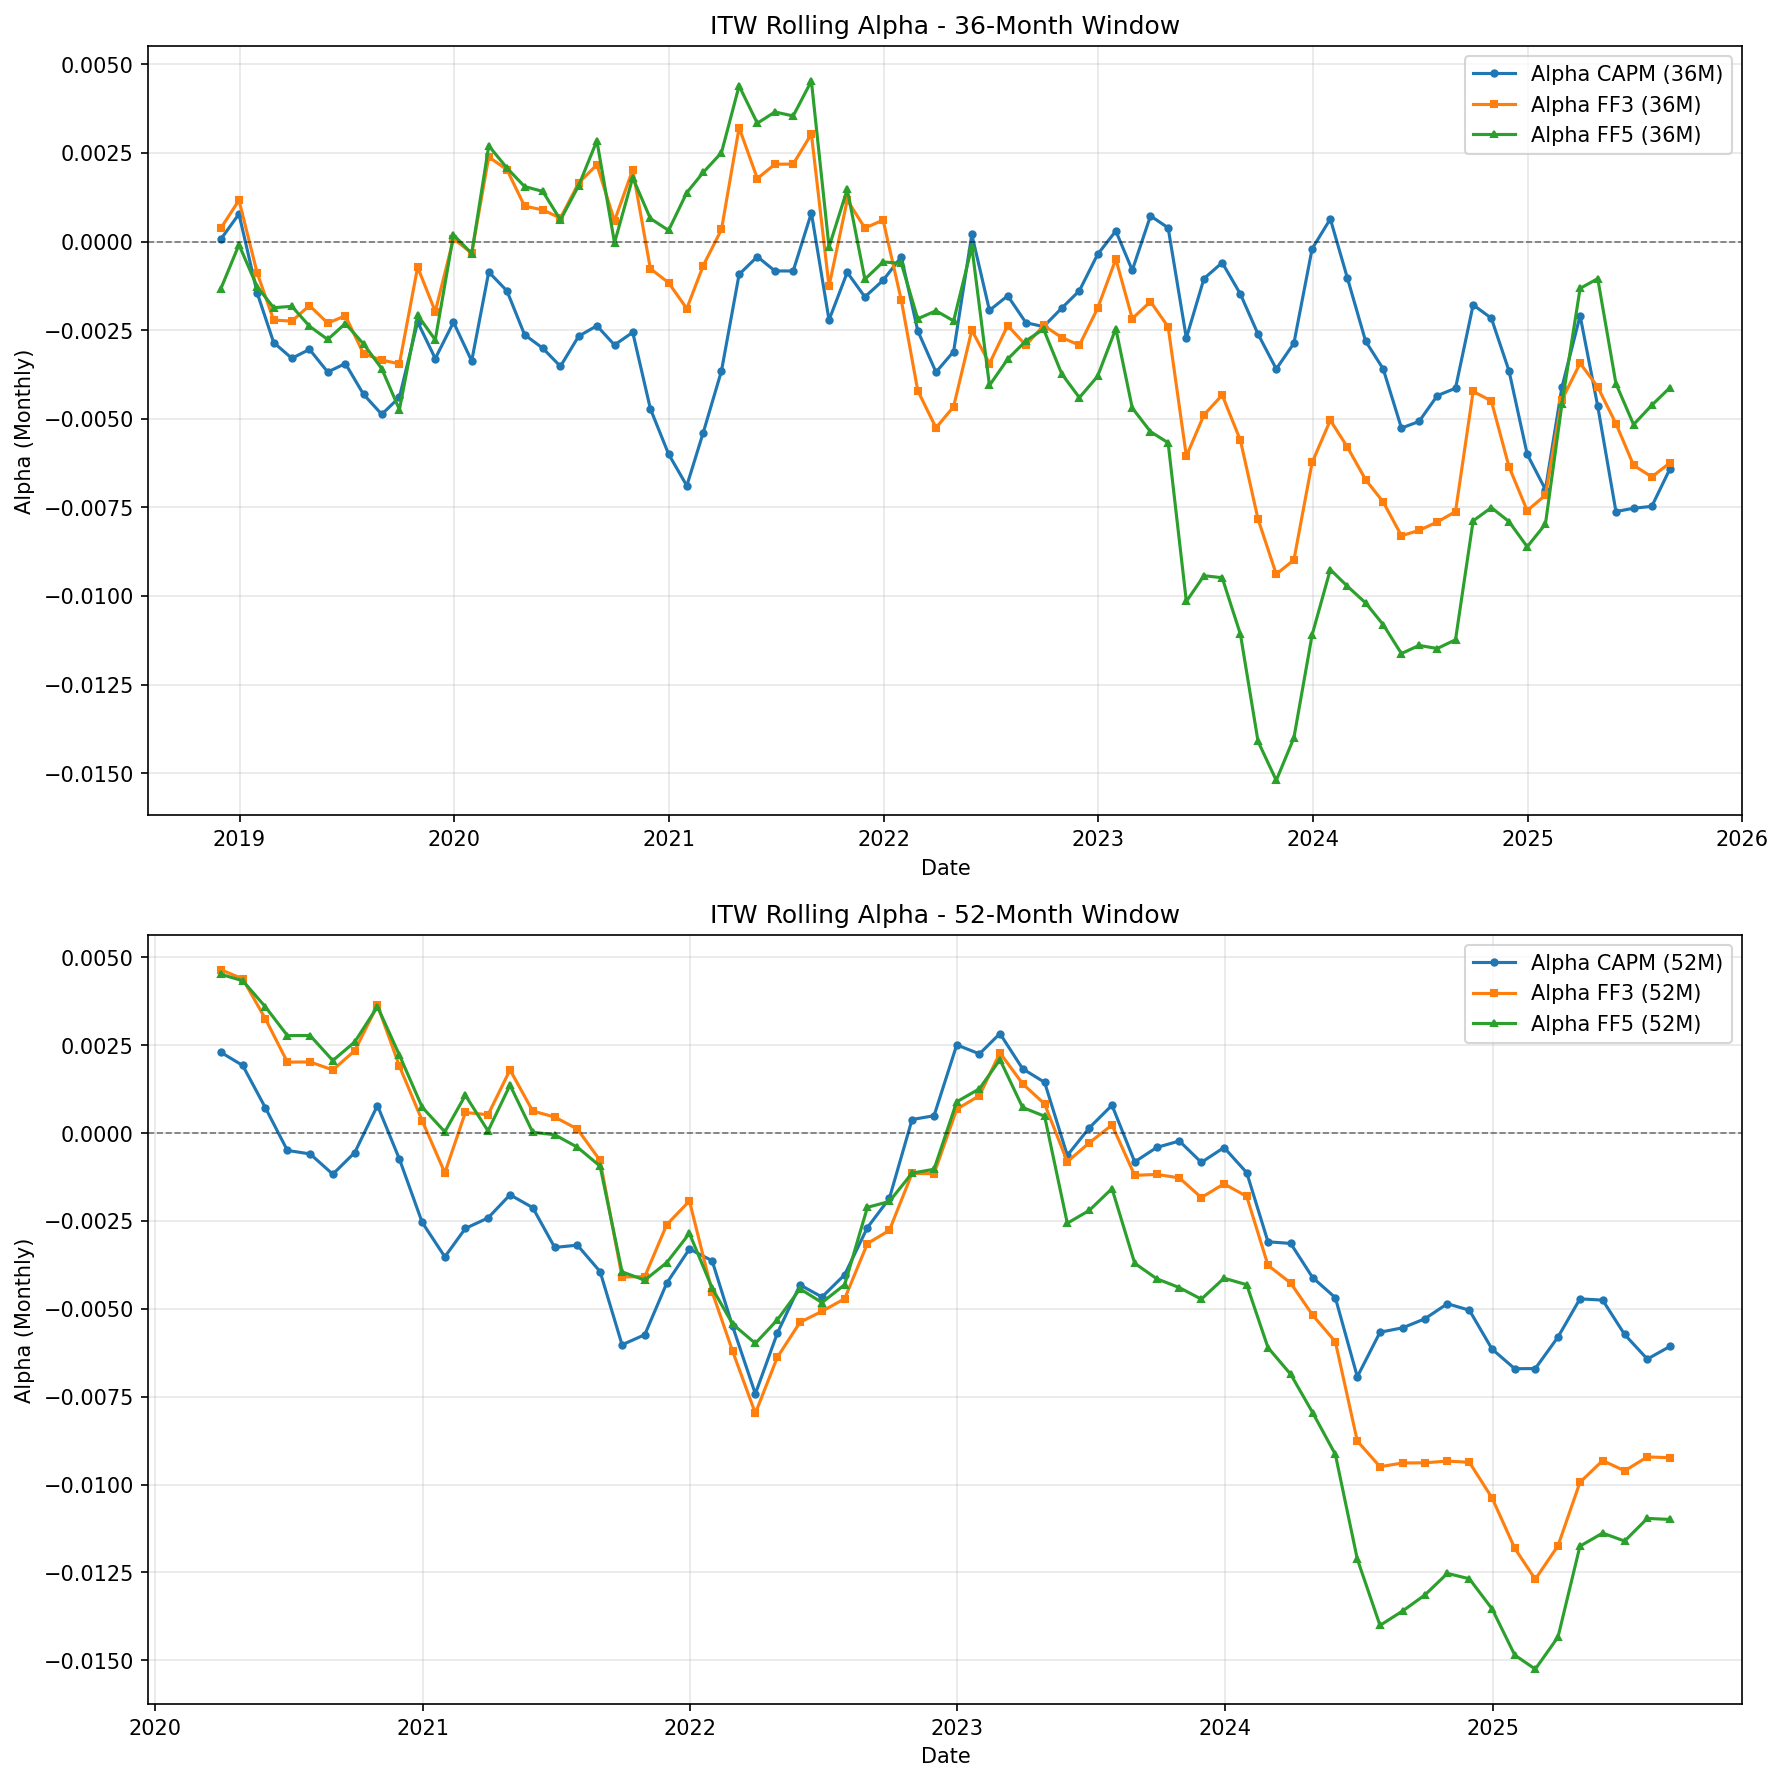 ITW Rolling Alpha - 36-Month Window
Alpha CAPM (36M)
Alpha FF3 (36M)
Alpha FF5 (36M)
Alpha (Monthly)
0.0050
0.0025
0.0000
−0.0025
−0.0050
−0.0075
−0.0100
−0.0125
−0.0150
2019 2020 2021 2022 2023 2024 2025 2026
Date
ITW Rolling Alpha - 52-Month Window
Alpha CAPM (52M)
Alpha FF3 (52M)
Alpha FF5 (52M)
Alpha (Monthly)
0.0050
0.0025
0.0000
−0.0025
−0.0050
−0.0075
−0.0100
−0.0125
−0.0150
2020 2021 2022 2023 2024 2025
Date